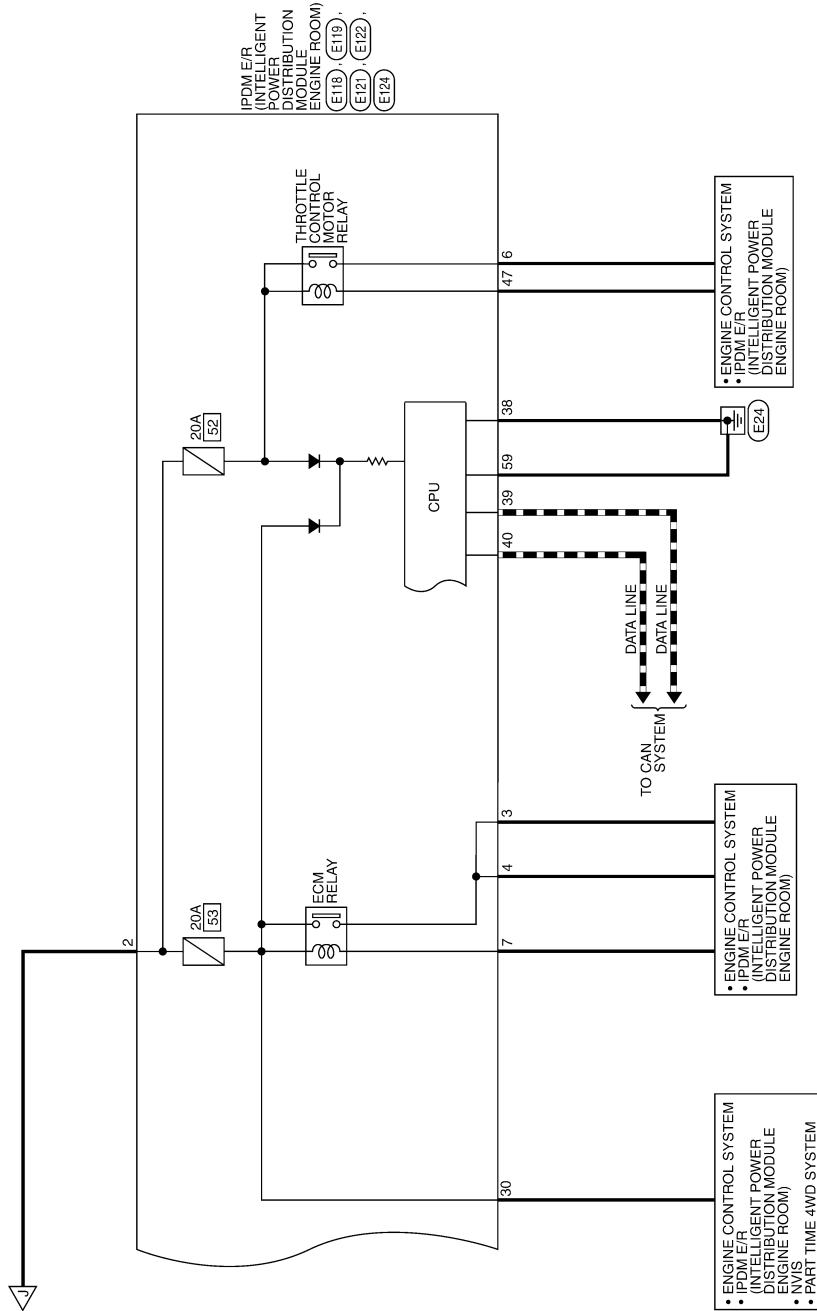 IPDM E/R
(INTELLIGENT
POWER
DISTRIBUTION
MODULE
ENGINE ROOM)
E118 , E119 ,
E121 , E122 ,
E124
J
2
20A
53
20A
52
ECM
RELAY
THROTTLE
CONTROL
MOTOR
RELAY
CPU
30
7
4
3
40
39
59
38
47
6
DATA LINE
DATA LINE
TO CAN
SYSTEM
E24
• ENGINE CONTROL SYSTEM
• IPDM E/R
(INTELLIGENT POWER
DISTRIBUTION MODULE
ENGINE ROOM)
• NVIS
• PART TIME 4WD SYSTEM
• ENGINE CONTROL SYSTEM
• IPDM E/R
(INTELLIGENT POWER
DISTRIBUTION MODULE
ENGINE ROOM)
• ENGINE CONTROL SYSTEM
• IPDM E/R
(INTELLIGENT POWER
DISTRIBUTION MODULE
ENGINE ROOM)